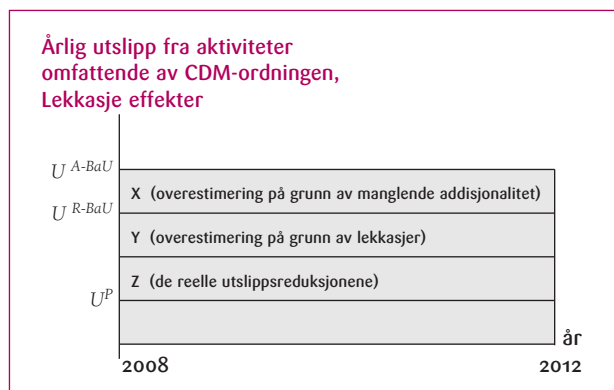 Årlig utslipp fra aktiviteter
omfattende av CDM-ordningen,
Lekkasje effekter
U A-BaU
X (overestimering på grunn av manglende addisjonalitet)
U R-BaU
Y (overestimering på grunn av lekkasjer)
Z (de reelle utslippsreduksjonene)
U P
år
2008 2012